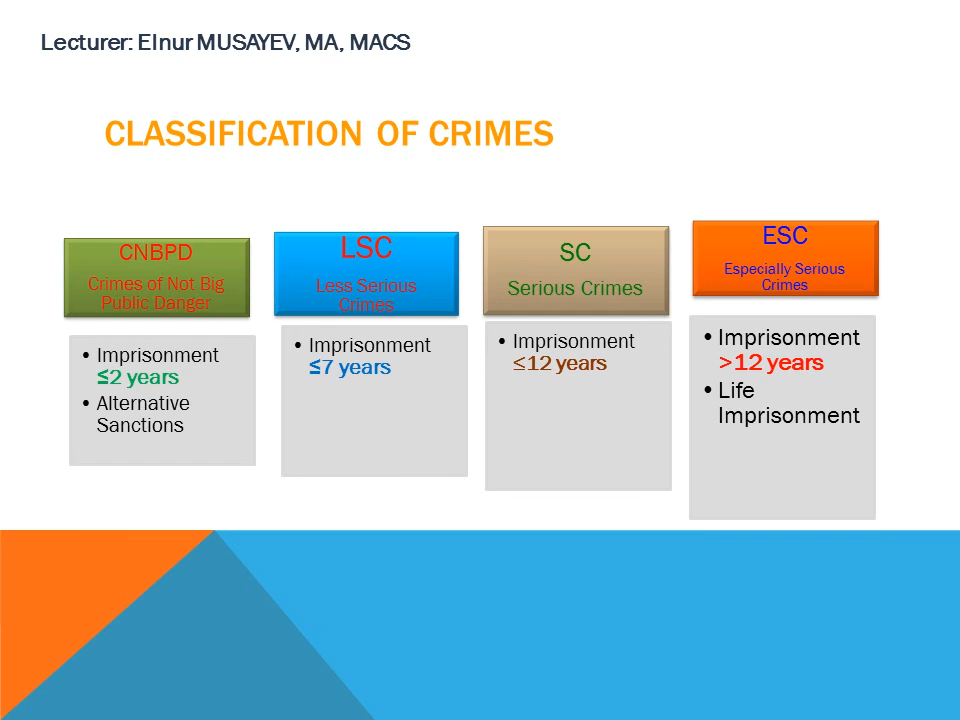 Lecturer: Elnur MUSAYEV, MA, MACS
CLASSIFICATION OF CRIMES
CNBPD
Crimes of Not Big
Public Danger
• Imprisonment
≤2 years
• Alternative
Sanctions
LSC
Less Serious
Crimes
• Imprisonment
≤7 years
SC
Serious Crimes
• Imprisonment
≤12 years
ESC
Especially Serious
Crimes
• Imprisonment
>12 years
• Life
Imprisonment